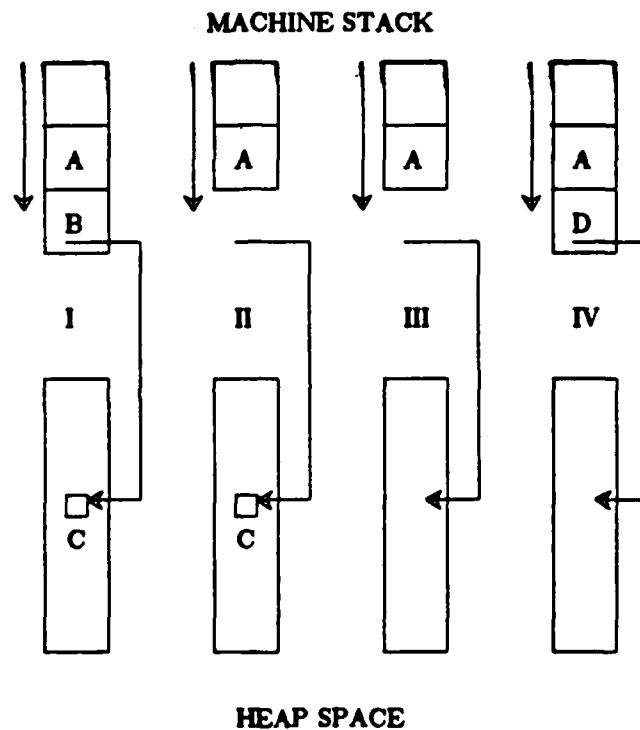 MACHINE STACK
A A A A
B D
I II III IV
C C
HEAP SPACE